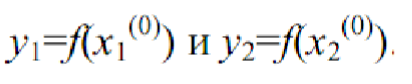 y₁=f(x₁⁽⁰⁾) и y₂=f(x₂⁽⁰⁾).